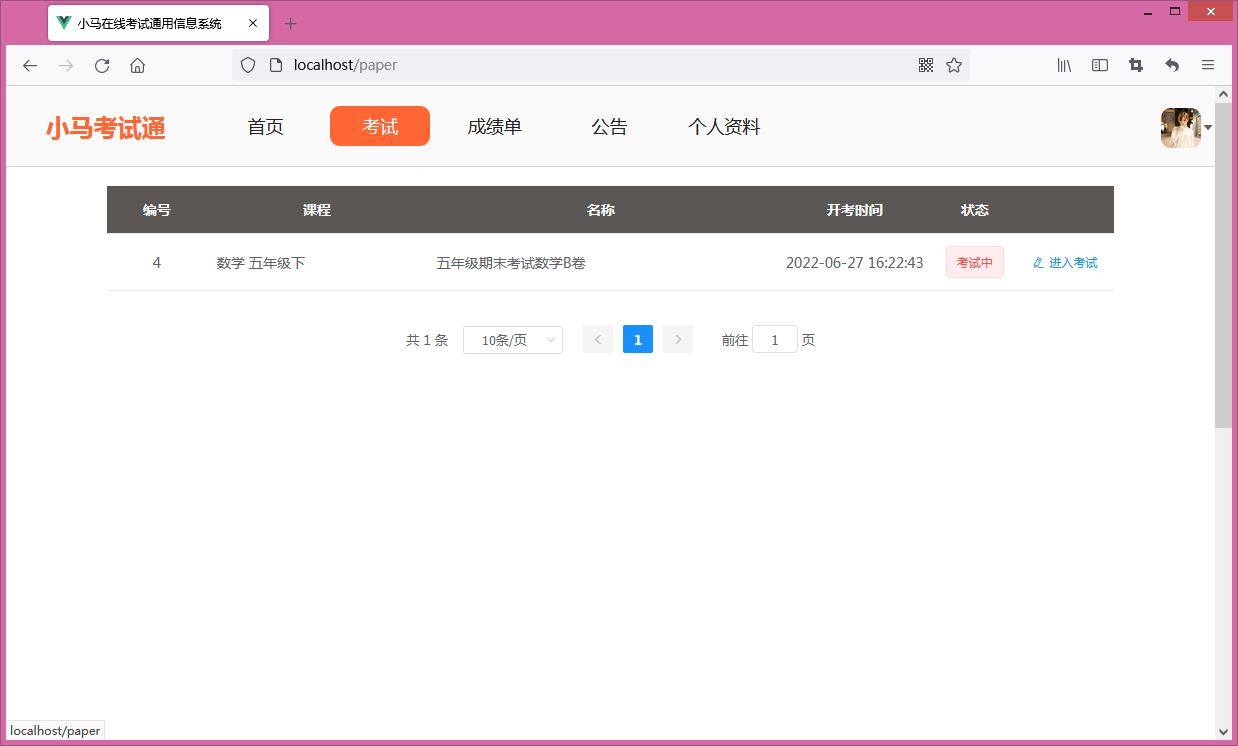 小马在线考试通用信息系统
localhost/paper
小马考试通 首页 考试 成绩单 公告 个人资料
编号 课程 名称 开考时间 状态
4 数学 五年级下 五年级期末考试数学B卷 2022-06-27 16:22:43 考试中 进入考试
共 1 条 10条/页 1 前往 1 页
localhost/paper